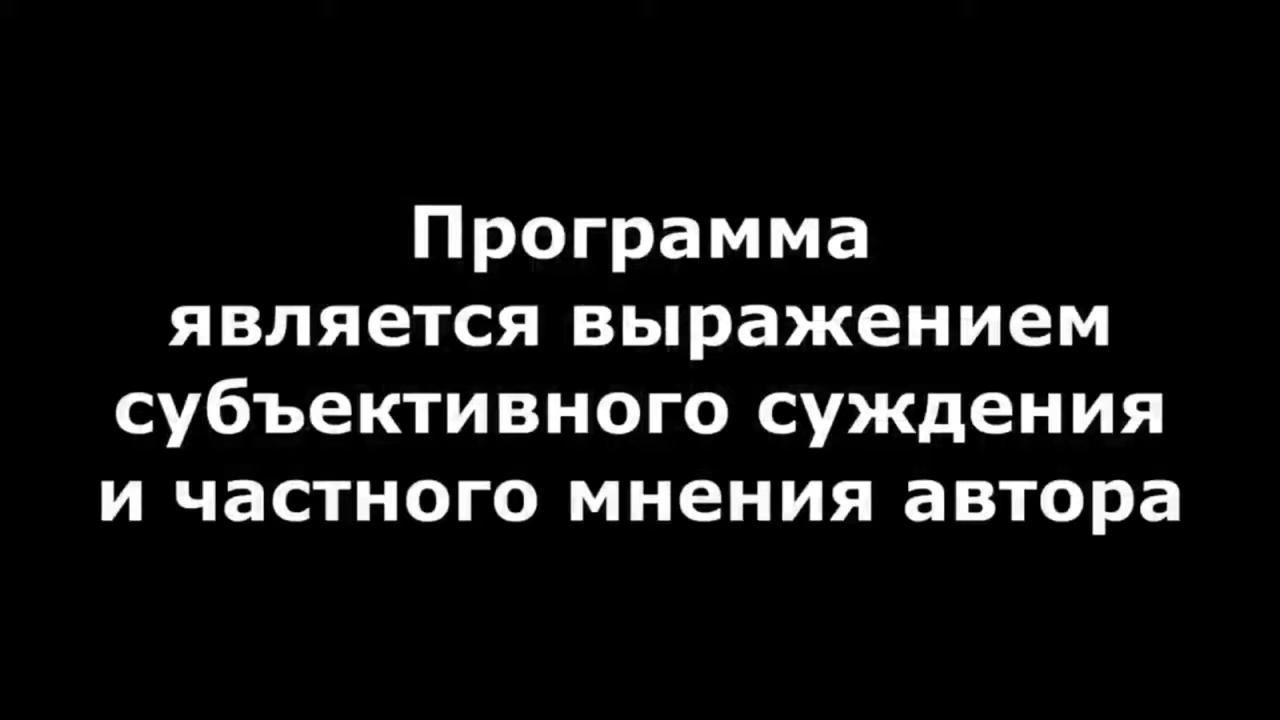 Программа
является выражением
субъективного суждения
и частного мнения автора